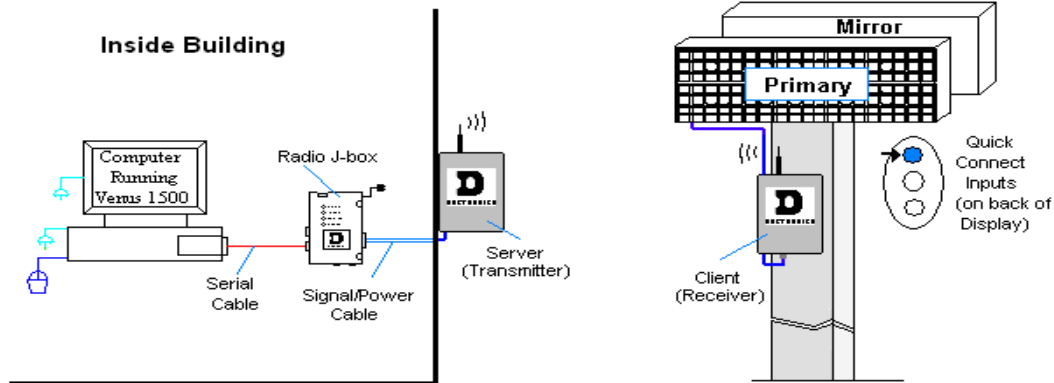 Inside Building
Computer
Running
Venus 1500
Radio J-box
Serial
Cable
Signal/Power
Cable
D
Server
(Transmitter)
Mirror
Primary
D
Client
(Receiver)
Quick
Connect
Inputs
(on back of
Display)